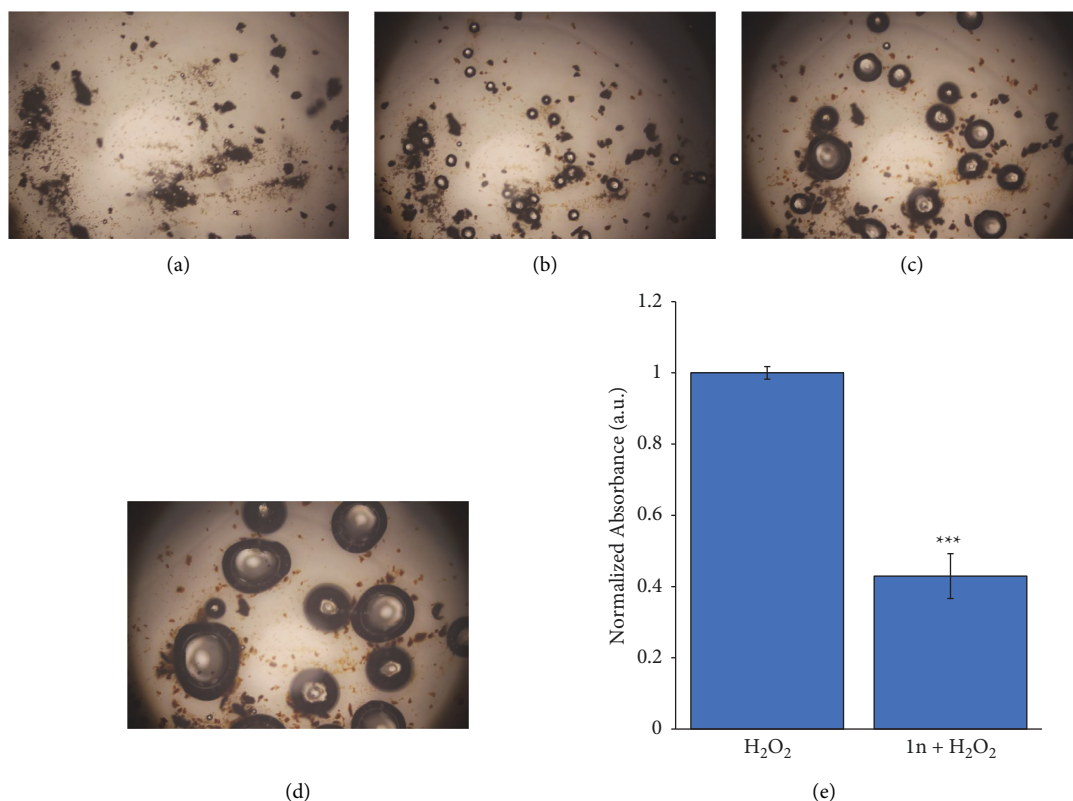 (a)
(b)
(c)
1.2
1
0.8
0.6
0.4
0.2
0
Normalized Absorbance (a.u.)
***
H₂O₂
1n + H₂O₂
(d)
(e)